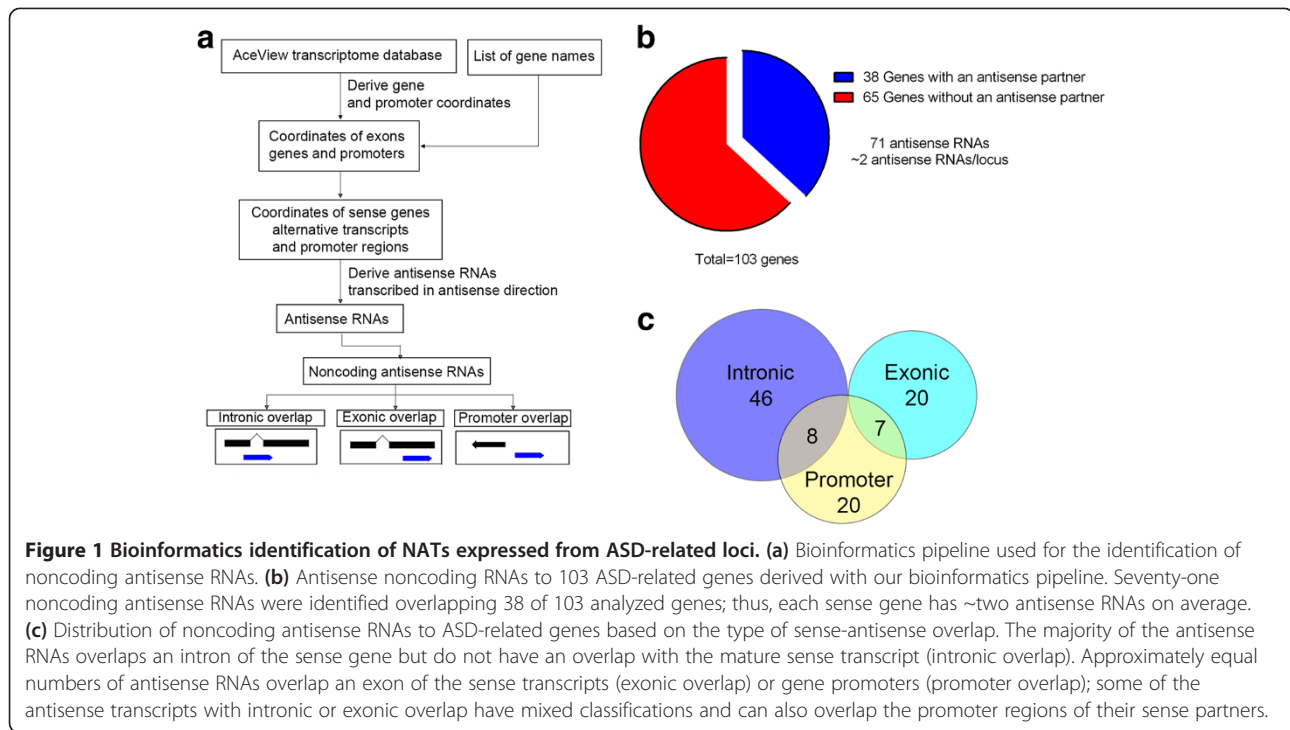 a
AceView transcriptome database
List of gene names
Derive gene
and promoter coordinates
Coordinates of exons
genes and promoters
Coordinates of sense genes
alternative transcripts
and promoter regions
Derive antisense RNAs
transcribed in antisense direction
Antisense RNAs
Noncoding antisense RNAs
Intronic overlap
Exonic overlap
Promoter overlap
b
38 Genes with an antisense partner
65 Genes without an antisense partner
71 antisense RNAs
~2 antisense RNAs/locus
Total=103 genes
c
Intronic
46
Exonic
20
8
7
Promoter
20
Figure 1 Bioinformatics identification of NATs expressed from ASD-related loci. (a) Bioinformatics pipeline used for the identification of
noncoding antisense RNAs. (b) Antisense noncoding RNAs to 103 ASD-related genes derived with our bioinformatics pipeline. Seventy-one
noncoding antisense RNAs were identified overlapping 38 of 103 analyzed genes; thus, each sense gene has ~two antisense RNAs on average.
(c) Distribution of noncoding antisense RNAs to ASD-related genes based on the type of sense-antisense overlap. The majority of the antisense
RNAs overlaps an intron of the sense gene but do not have an overlap with the mature sense transcript (intronic overlap). Approximately equal
numbers of antisense RNAs overlap an exon of the sense transcripts (exonic overlap) or gene promoters (promoter overlap); some of the
antisense transcripts with intronic or exonic overlap have mixed classifications and can also overlap the promoter regions of their sense partners.